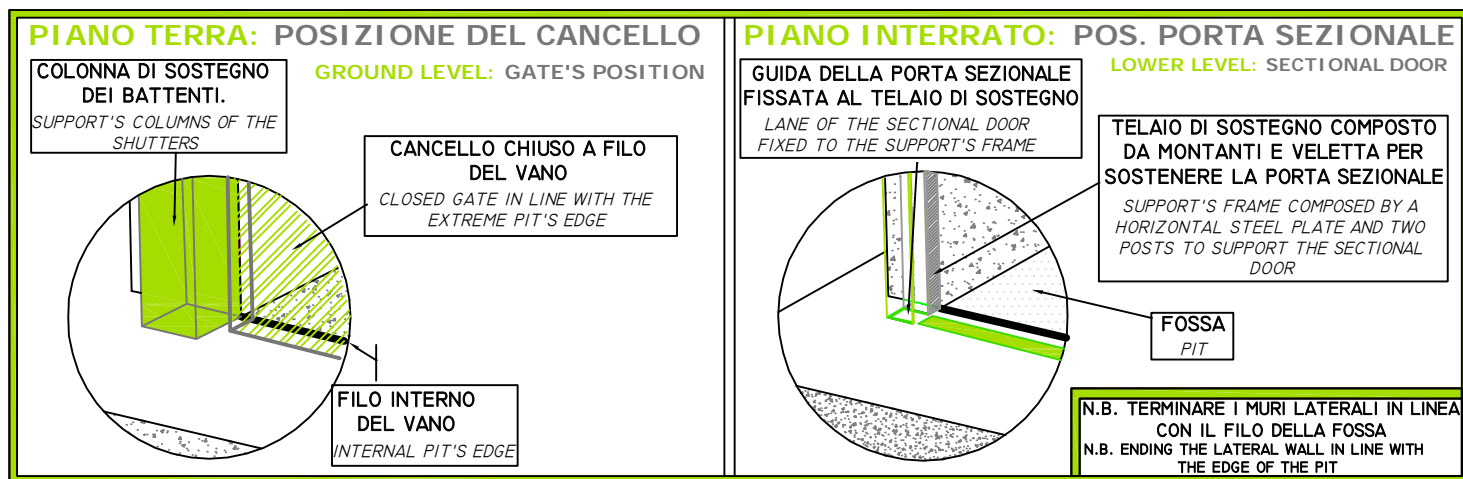 PIANO TERRA: POSIZIONE DEL CANCELLO
GROUND LEVEL: GATE'S POSITION
COLONNA DI SOSTEGNO
DEI BATTENTI.
SUPPORT'S COLUMNS OF THE
SHUTTERS
CANCELLO CHIUSO A FILO
DEL VANO
CLOSED GATE IN LINE WITH THE
EXTREME PIT'S EDGE
FILO INTERNO
DEL VANO
INTERNAL PIT'S EDGE
PIANO INTERRATO: POS. PORTA SEZIONALE
LOWER LEVEL: SECTIONAL DOOR
GUIDA DELLA PORTA SEZIONALE
FISSATA AL TELAIO DI SOSTEGNO
LANE OF THE SECTIONAL DOOR
FIXED TO THE SUPPORT'S FRAME
TELAIO DI SOSTEGNO COMPOSTO
DA MONTANTI E VELETTA PER
SOSTENERE LA PORTA SEZIONALE
SUPPORT'S FRAME COMPOSED BY A
HORIZONTAL STEEL PLATE AND TWO
POSTS TO SUPPORT THE SECTIONAL
DOOR
FOSSA
PIT
N.B. TERMINARE I MURI LATERALI IN LINEA
CON IL FILO DELLA FOSSA
N.B. ENDING THE LATERAL WALL IN LINE WITH
THE EDGE OF THE PIT